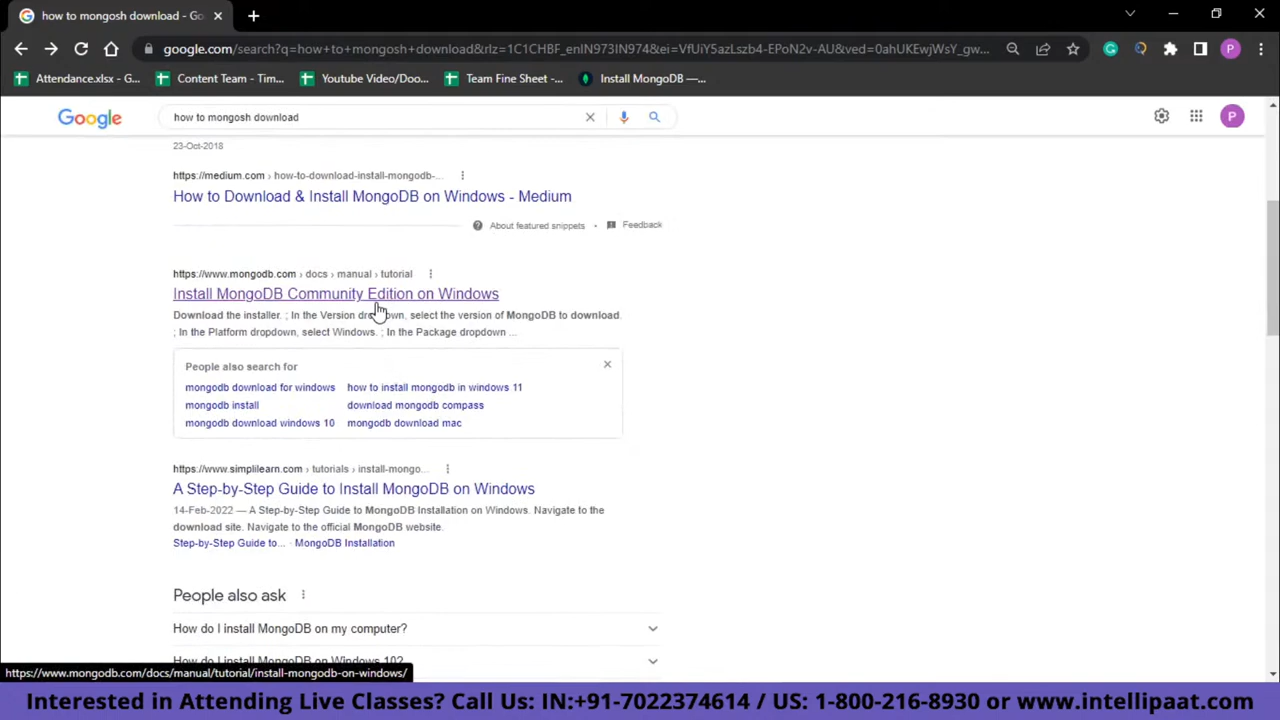 how to mongosh download - Go
google.com/search?q=how+to+mongosh+download&rlz=1C1CHBF_enIN973IN974&ei=VfUiY5azLszb4-EPoN2v-AU&ved=0ahUKEwjWsY_gw...
P
Attendance.xlsx - G...
Content Team - Tim...
Youtube Video/Doo...
Team Fine Sheet -...
Install MongoDB —...
Google
how to mongosh download
P
23-Oct-2018
https://medium.com › how-to-download-install-mongodb-...
How to Download & Install MongoDB on Windows - Medium
About featured snippets • Feedback
https://www.mongodb.com › docs › manual › tutorial
Install MongoDB Community Edition on Windows
Download the installer. ; In the Version dropdown, select the version of MongoDB to download.
; In the Platform dropdown, select Windows. ; In the Package dropdown ...
People also search for
mongodb download for windows
how to install mongodb in windows 11
mongodb install
download mongodb compass
mongodb download windows 10
mongodb download mac
https://www.simplilearn.com › tutorials › install-mongo...
A Step-by-Step Guide to Install MongoDB on Windows
14-Feb-2022 — A Step-by-Step Guide to MongoDB Installation on Windows. Navigate to the
download site. Navigate to the official MongoDB website.
Step-by-Step Guide to... · MongoDB Installation
People also ask
How do I install MongoDB on my computer?
How do I install MongoDB on Windows 10?
https://www.mongodb.com/docs/manual/tutorial/install-mongodb-on-windows/
Interested in Attending Live Classes? Call Us: IN:+91-7022374614 / US: 1-800-216-8930 or www.intellipaat.com